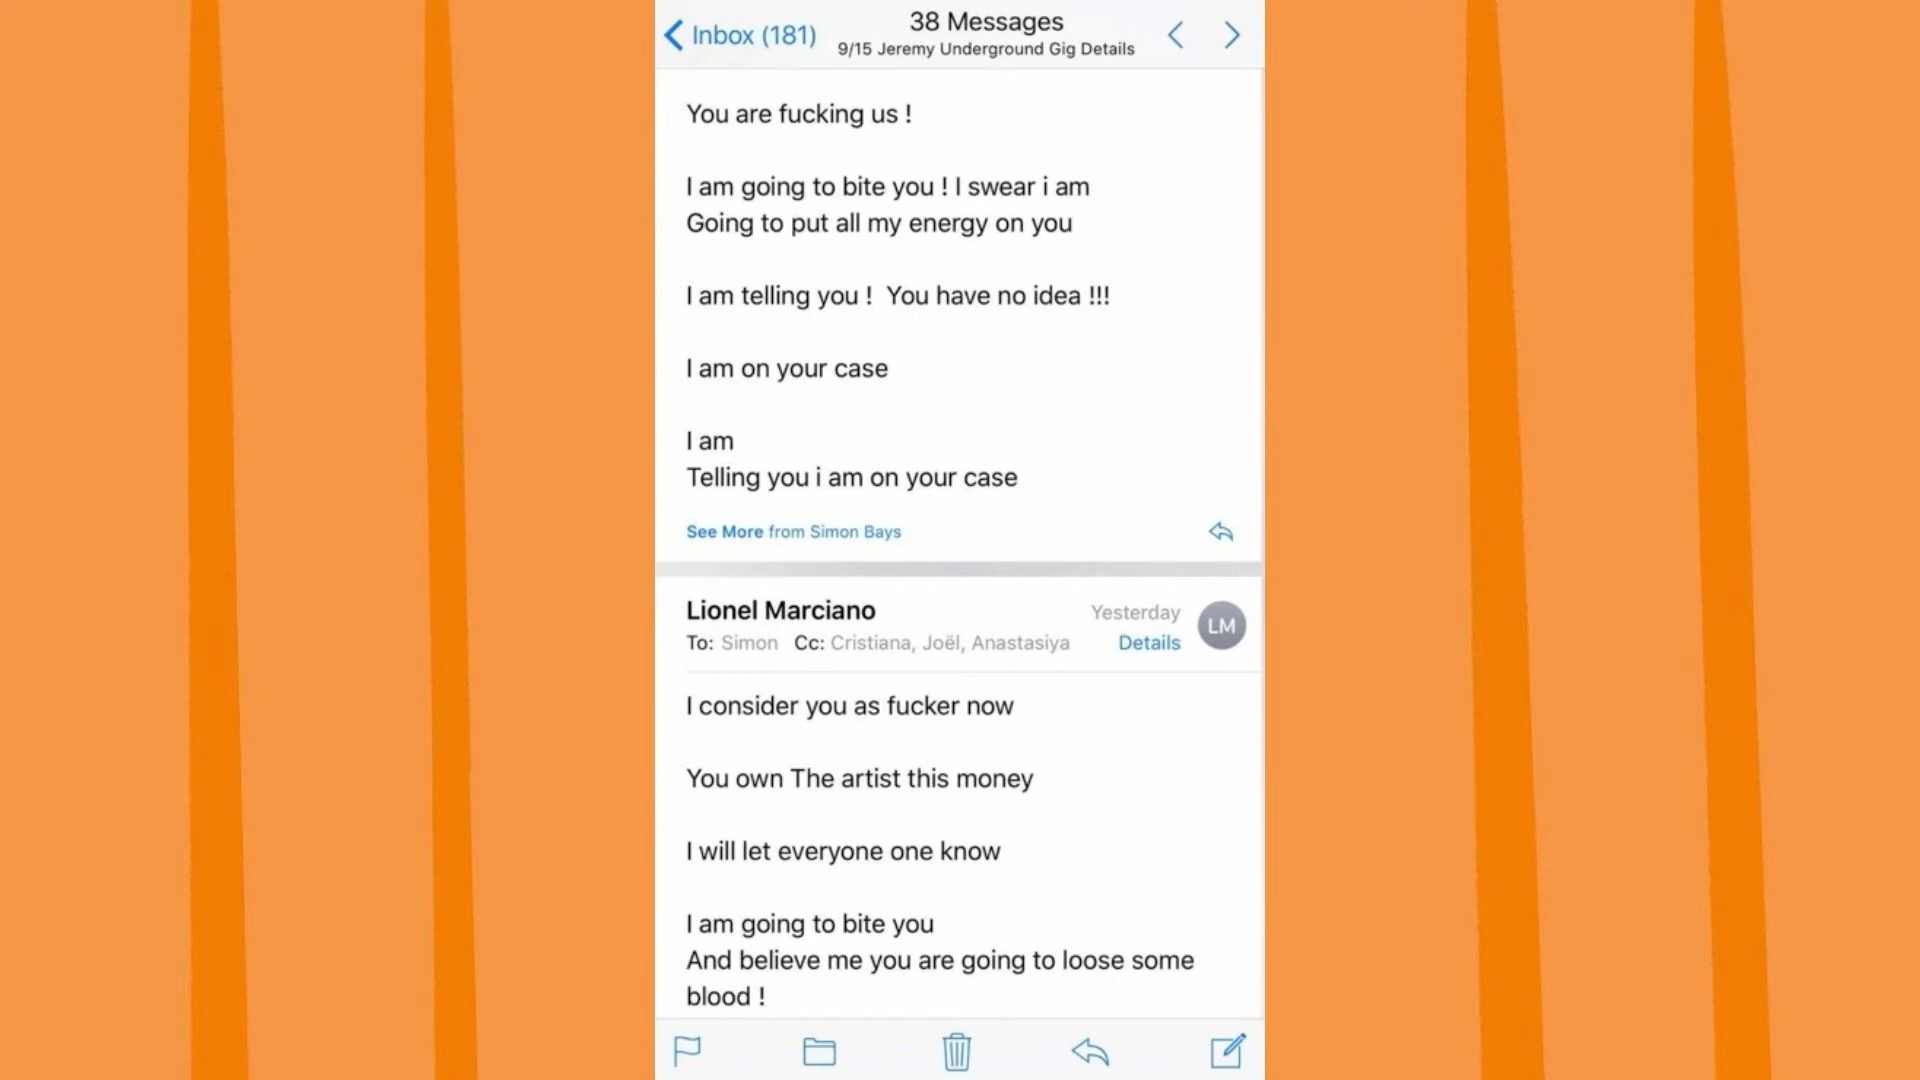 Inbox (181)
38 Messages
9/15 Jeremy Underground Gig Details
You are fucking us !
I am going to bite you ! I swear i am
Going to put all my energy on you
I am telling you !  You have no idea !!!
I am on your case
I am
Telling you i am on your case
See More from Simon Bays
Lionel Marciano
Yesterday
LM
To: Simon Cc: Cristiana, Joël, Anastasiya
Details
I consider you as fucker now
You own The artist this money
I will let everyone one know
I am going to bite you
And believe me you are going to loose some
blood !